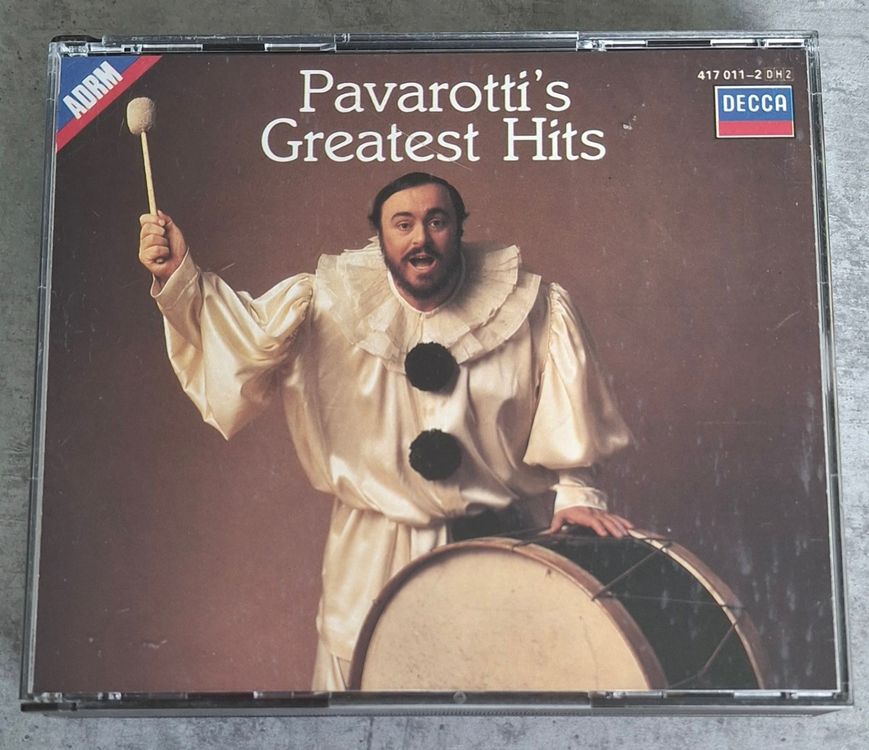 ADRM
Pavarotti's
Greatest Hits
417 011-2 DH2
DECCA